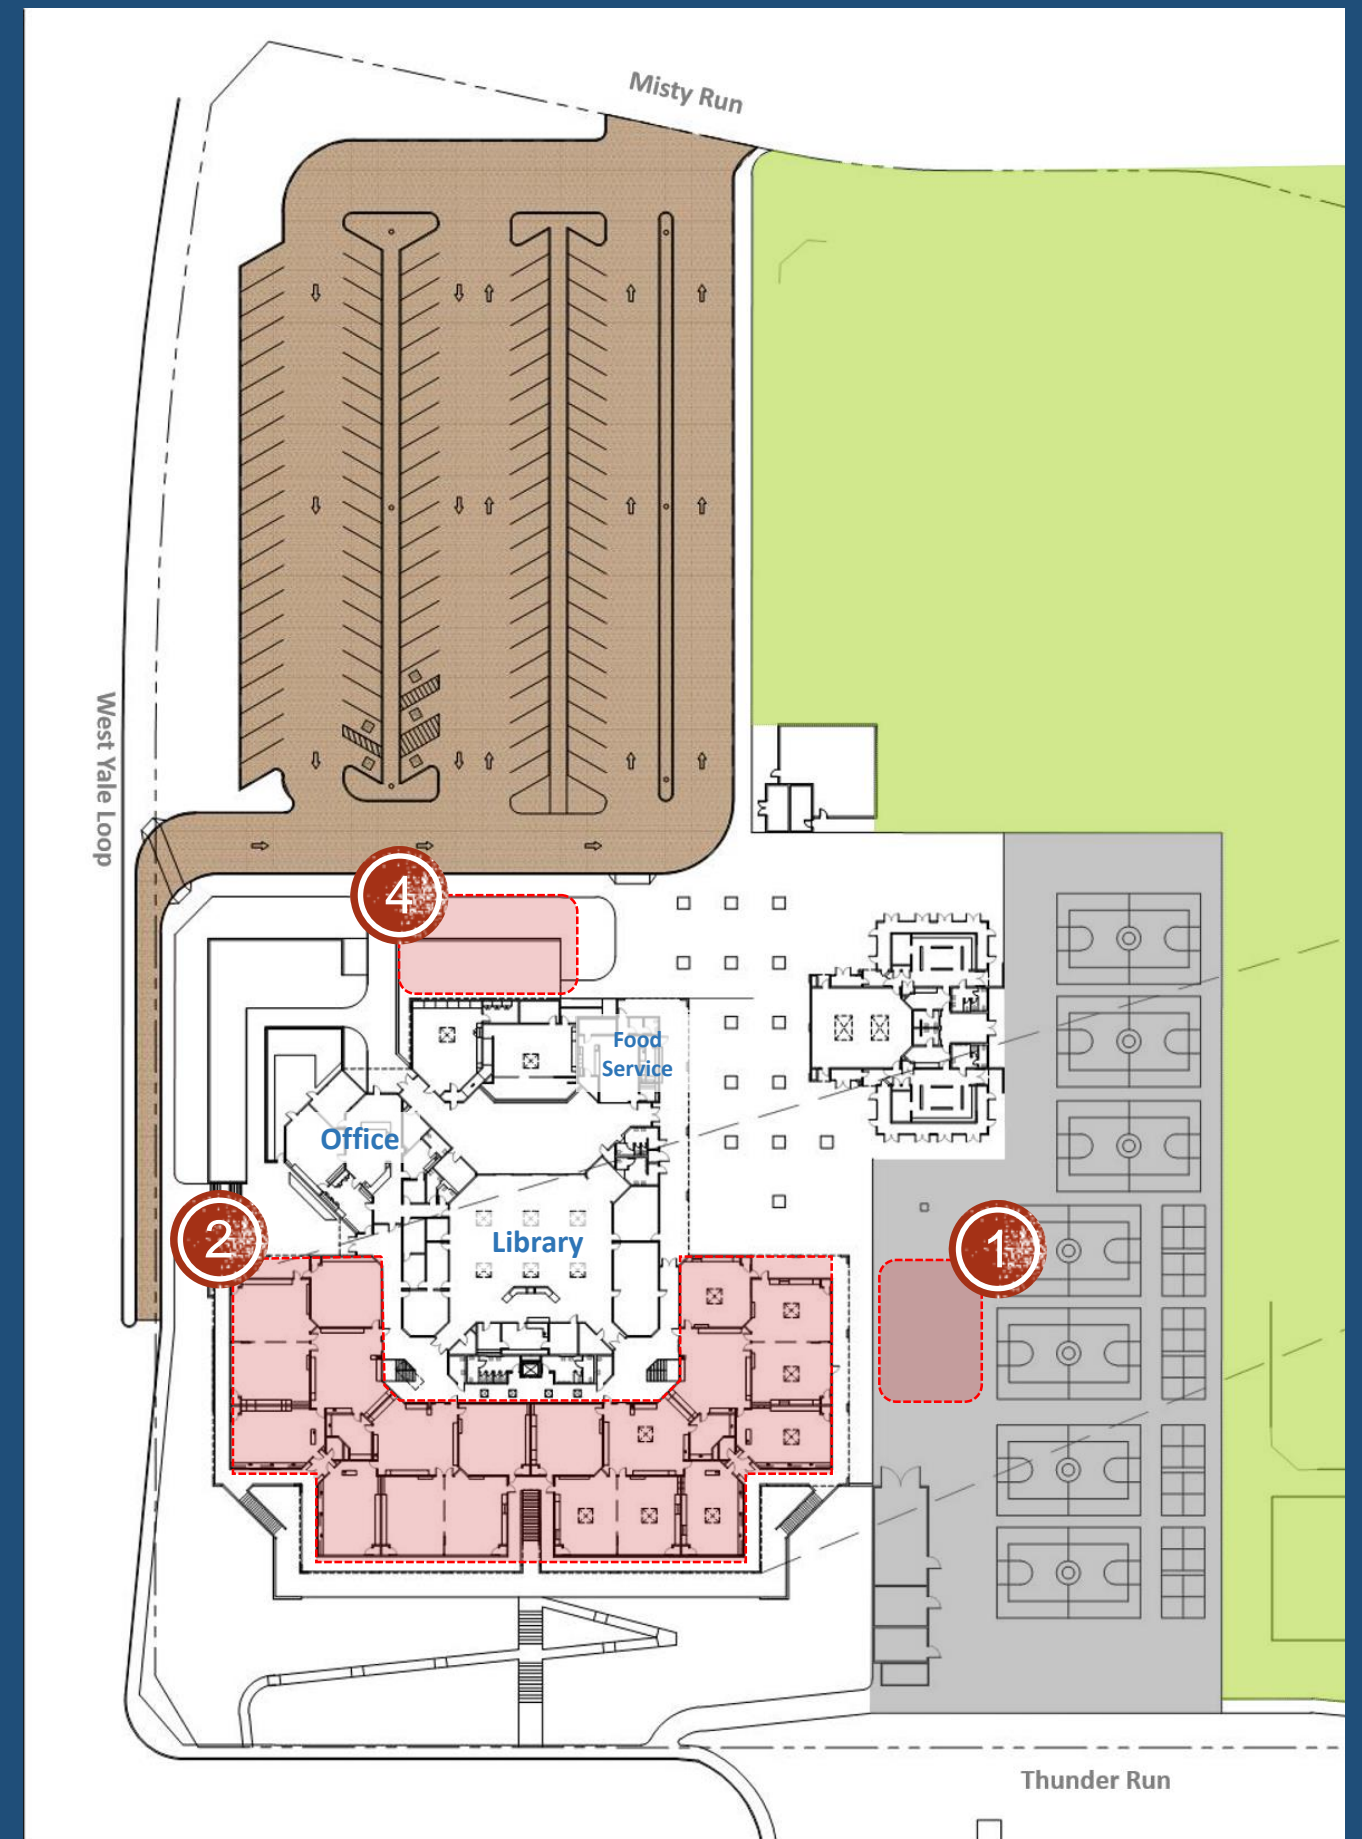 Misty Run
West Yale Loop
4
Food
Service
Office
2
Library
1
Thunder Run